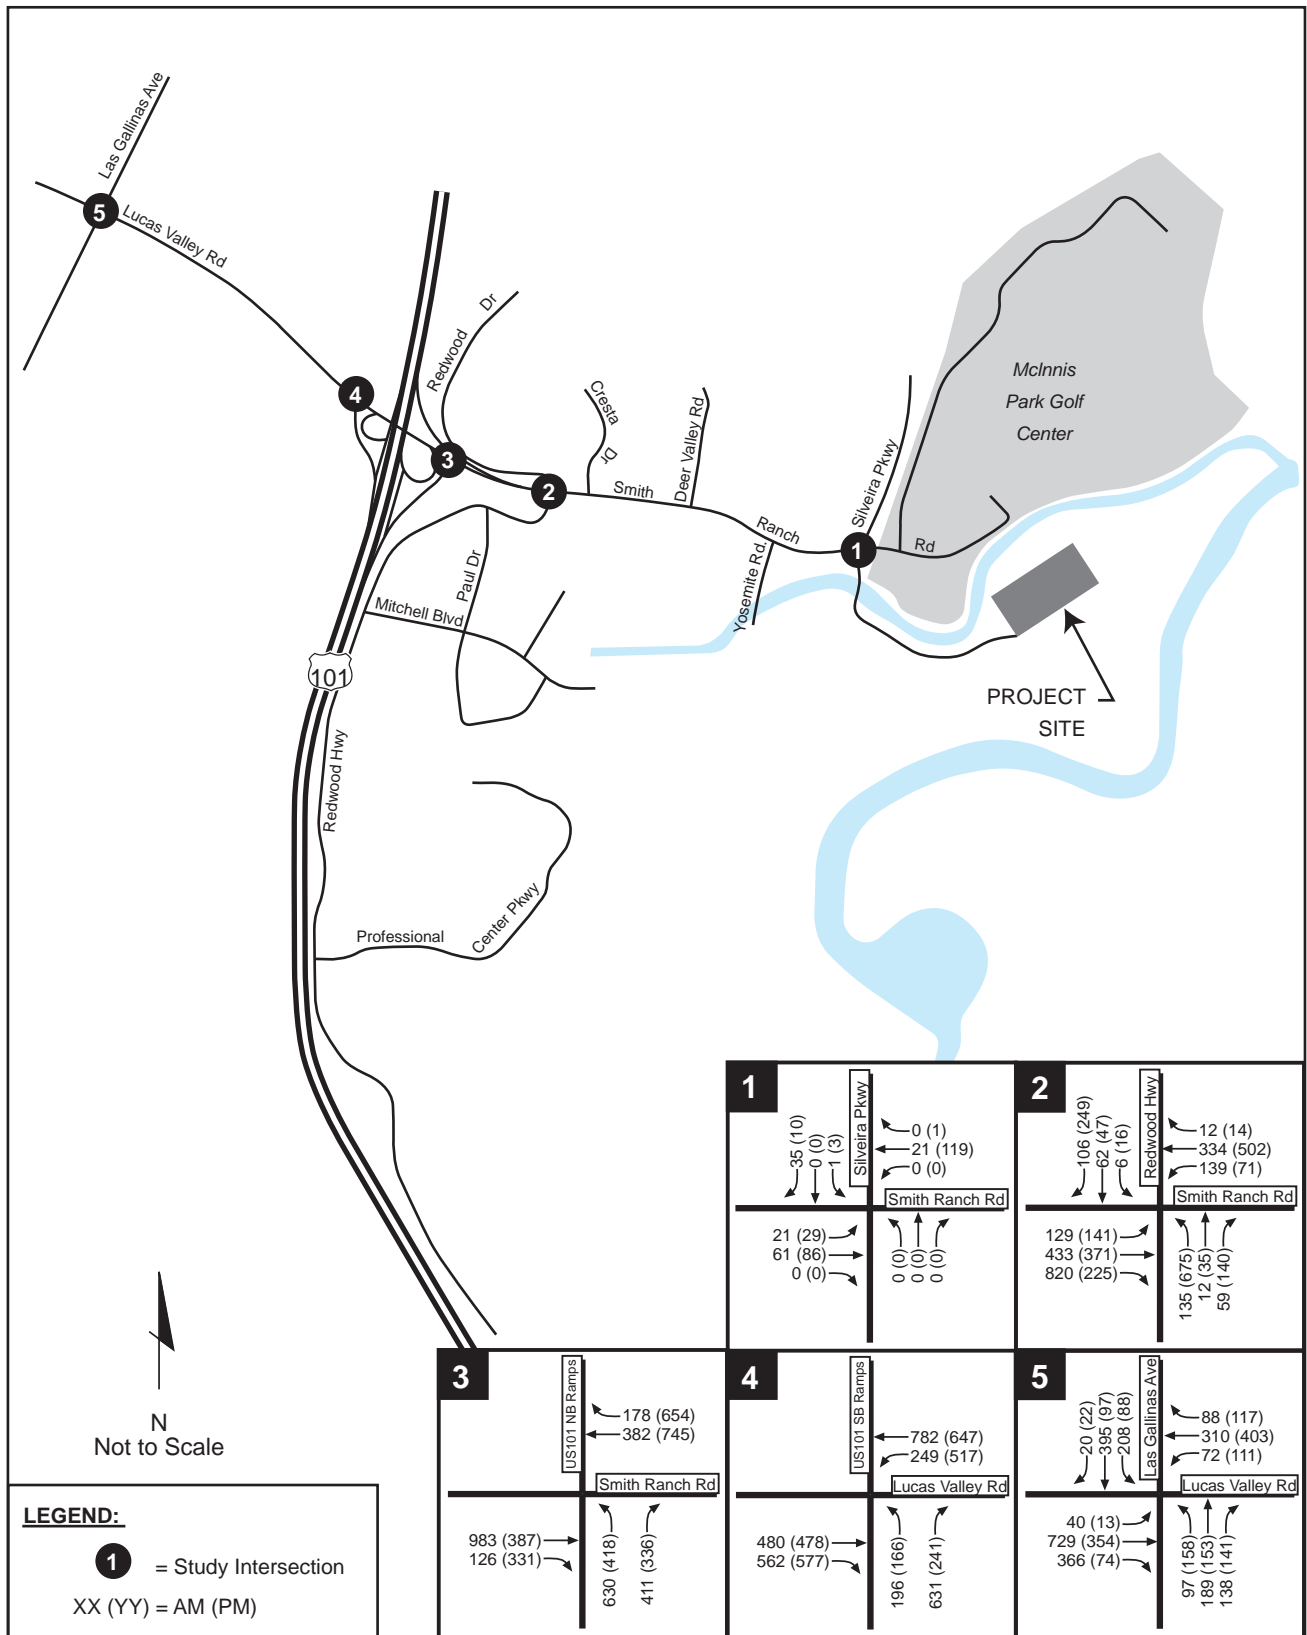 Las Gallinas Ave
5
Lucas Valley Rd
Redwood Dr
4
3
2
Cresta Dr
Deer Valley Rd
Silveira Pkwy
Smith Ranch Rd
1
McInnis
Park Golf
Center
Yosemite Rd.
Paul Dr
Mitchell Blvd
101
PROJECT
SITE
Redwood Hwy
Professional Center Pkwy
1
Silveira Pkwy
35 (10)
0 (0)
1 (3)
0 (1)
21 (119)
0 (0)
Smith Ranch Rd
21 (29)
61 (86)
0 (0)
0 (0)
0 (0)
0 (0)
2
Redwood Hwy
106 (249)
62 (47)
6 (16)
12 (14)
334 (502)
139 (71)
Smith Ranch Rd
129 (141)
433 (371)
820 (225)
135 (675)
12 (35)
59 (140)
3
US101 NB Ramps
178 (654)
382 (745)
Smith Ranch Rd
983 (387)
126 (331)
630 (418)
411 (336)
4
US101 SB Ramps
782 (647)
249 (517)
Lucas Valley Rd
480 (478)
562 (577)
196 (166)
631 (241)
5
Las Gallinas Ave
20 (22)
395 (97)
208 (88)
88 (117)
310 (403)
72 (111)
Lucas Valley Rd
40 (13)
729 (354)
366 (74)
97 (158)
189 (153)
138 (141)
N
Not to Scale
LEGEND:
1 = Study Intersection
XX (YY) = AM (PM)